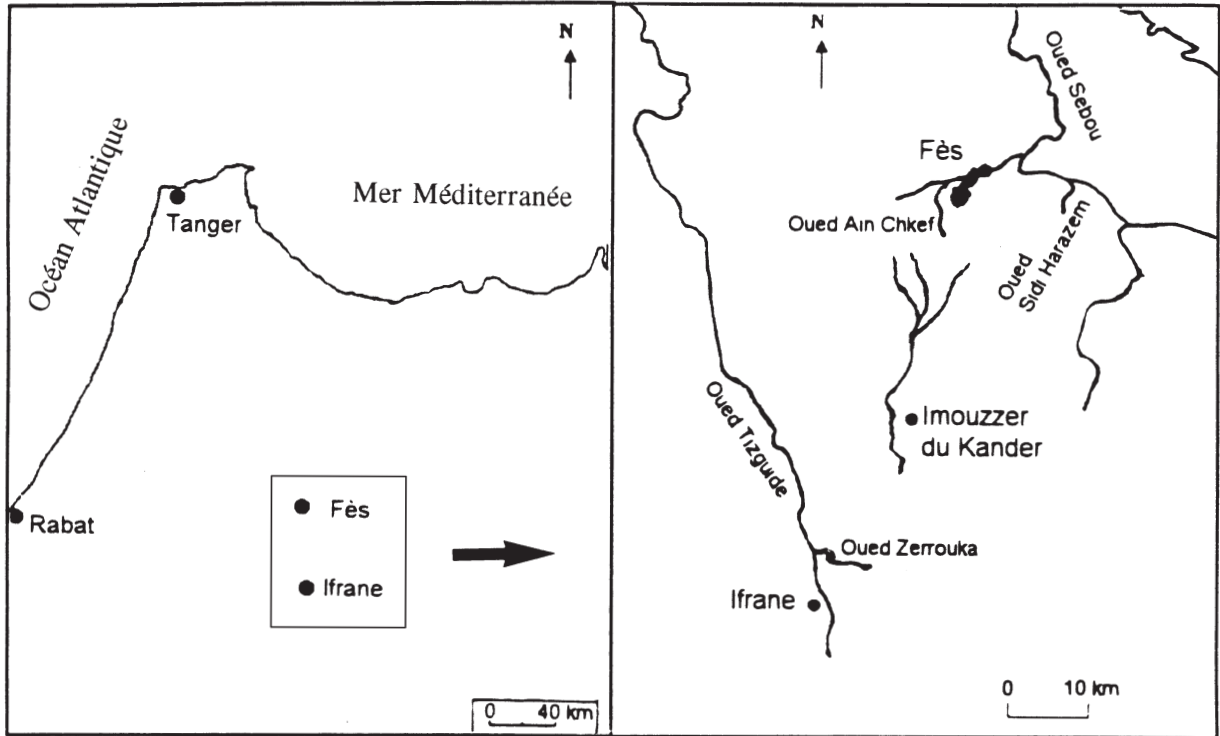 N
Océan Atlantique
Tanger
Mer Méditerranée
Rabat
Fès
Ifrane
0 40 km
N
Oued Sebou
Fès
Oued Ain Chkef
Oued
Sidi Harazem
Imouzzer
du Kander
Oued Tizguide
Oued Zerrouka
Ifrane
0 10 km